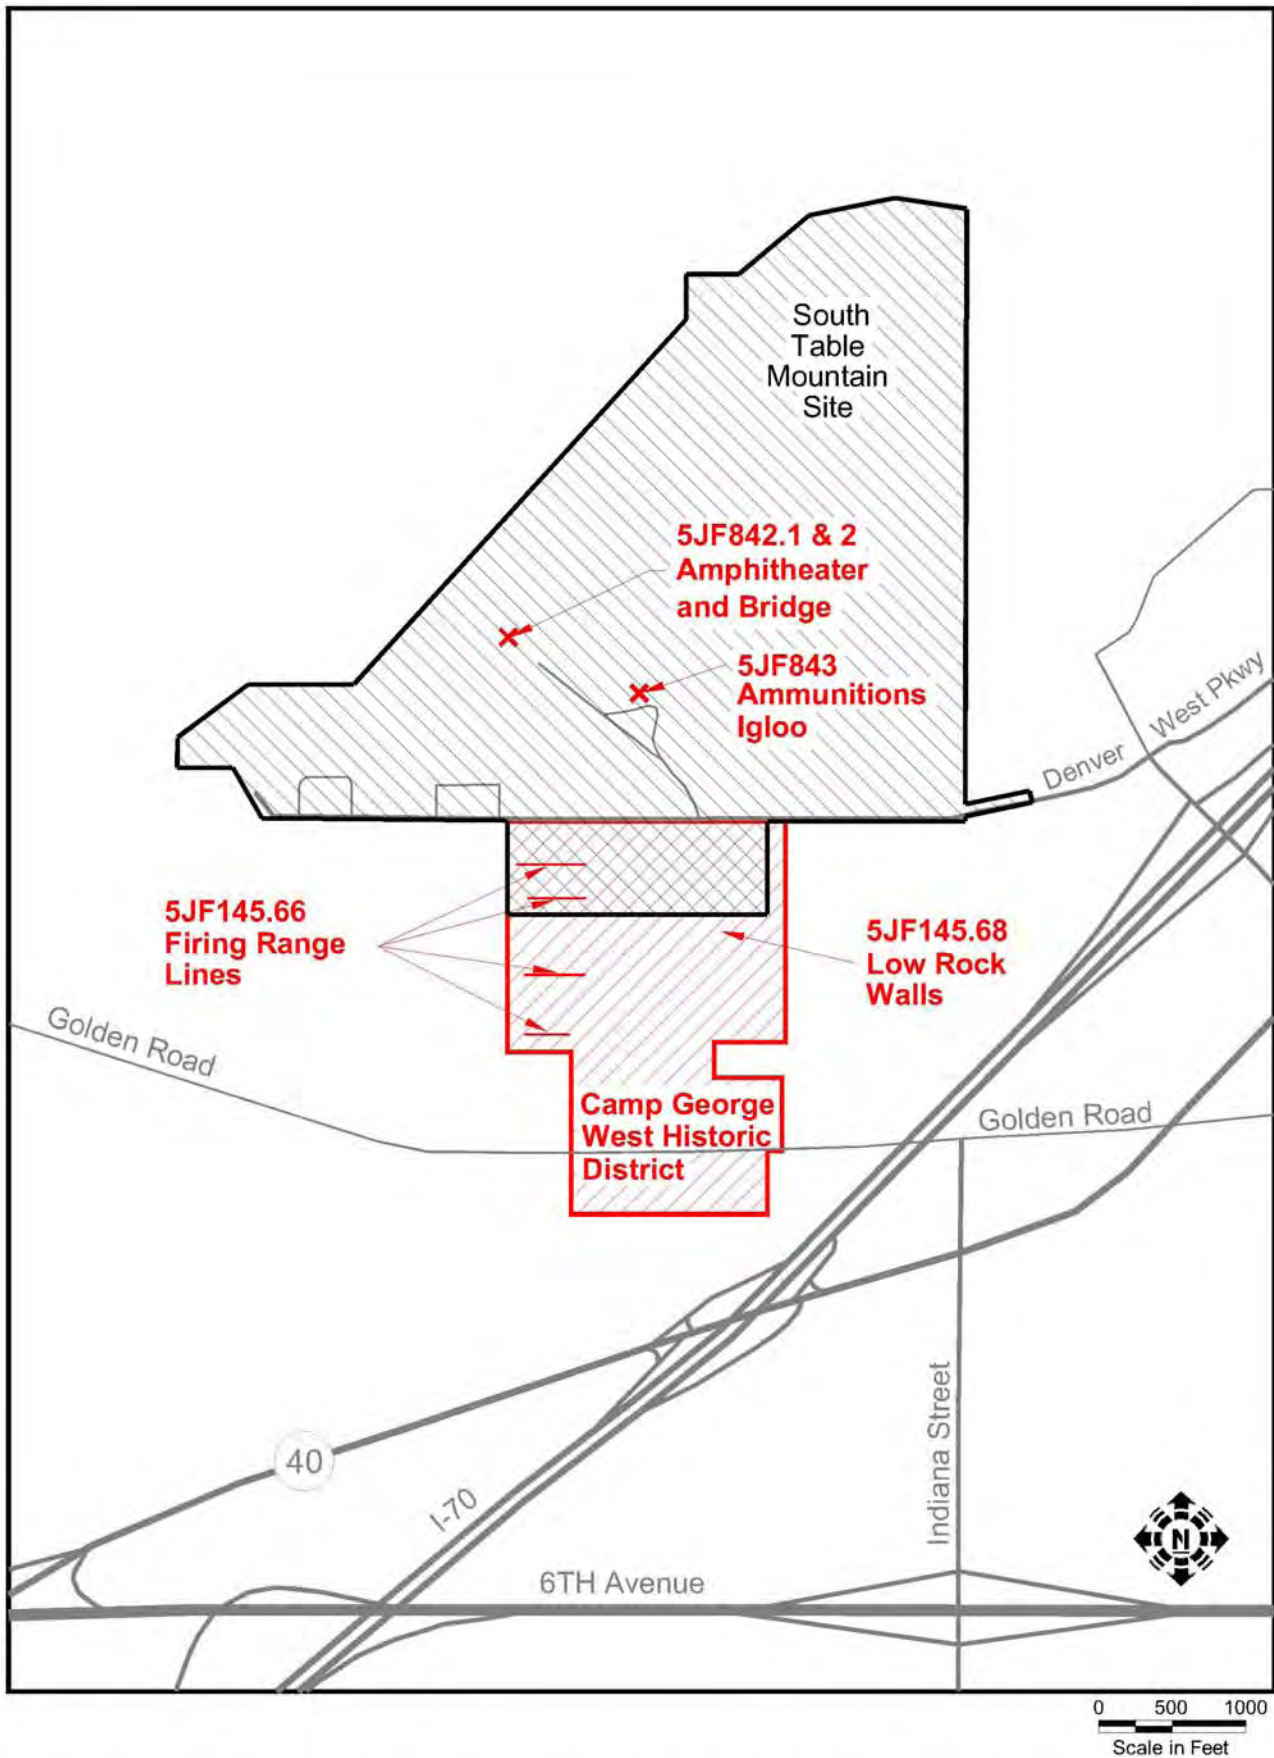 South
Table
Mountain
Site
5JF842.1 & 2
Amphitheater
and Bridge
5JF843
Ammunitions
Igloo
Denver West Pkwy
5JF145.66
Firing Range
Lines
5JF145.68
Low Rock
Walls
Golden Road
Camp George
West Historic
District
Golden Road
Indiana Street
40
I-70
6TH Avenue
N
0 500 1000
Scale in Feet